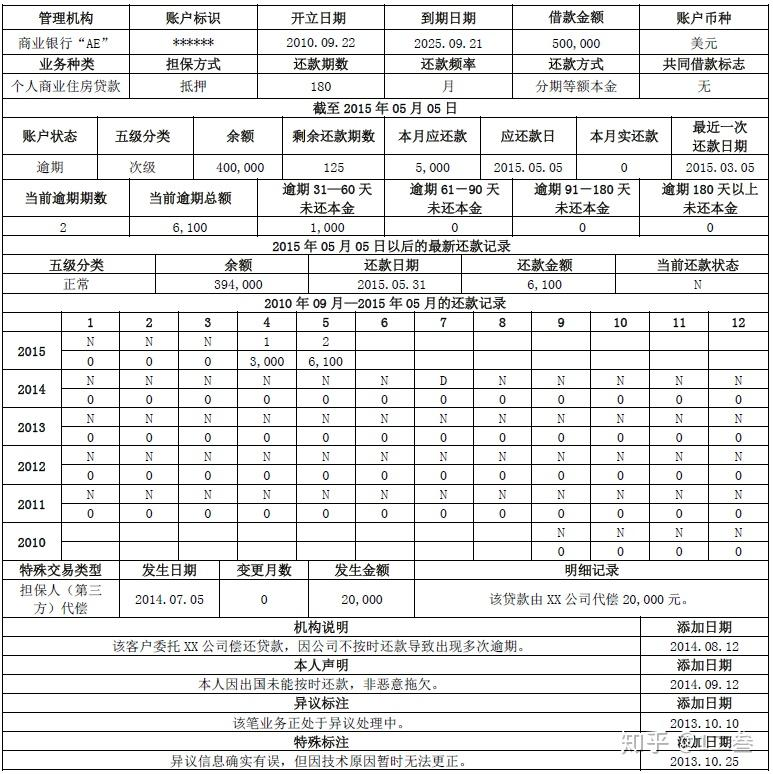 管理机构 账户标识 开立日期 到期日期 借款金额 账户币种
商业银行“AE” ****** 2010.09.22 2025.09.21 500,000 美元
业务种类 担保方式 还款期数 还款频率 还款方式 共同借款标志
个人商业住房贷款 抵押 180 月 分期等额本金 无
截至 2015 年 05 月 05 日
账户状态 五级分类 余额 剩余还款期数 本月应还款 应还款日 本月实还款 最近一次
还款日期
逾期 次级 400,000 125 5,000 2015.05.05 0 2015.03.05
当前逾期期数 当前逾期总额 逾期 31—60 天 逾期 61－90 天 逾期 91－180 天 逾期 180 天以上
未还本金 未还本金 未还本金 未还本金
2 6,100 1,000 0 0 0
2015 年 05 月 05 日以后的最新还款记录
五级分类 余额 还款日期 还款金额 当前还款状态
正常 394,000 2015.05.31 6,100 N
2010 年 09 月—2015 年 05 月的还款记录
1 2 3 4 5 6 7 8 9 10 11 12
2015 N N N 1 2
0 0 0 3,000 6,100
2014 N N N N N N D N N N N N
0 0 0 0 0 0 0 0 0 0 0 0
2013 N N N N N N N N N N N N
0 0 0 0 0 0 0 0 0 0 0 0
2012 N N N N N N N N N N N N
0 0 0 0 0 0 0 0 0 0 0 0
2011 N N N N N N N N N N N N
0 0 0 0 0 0 0 0 0 0 0 0
2010 N N N N
0 0 0 0
特殊交易类型 发生日期 变更月数 发生金额 明细记录
担保人（第三
方）代偿 2014.07.05 0 20,000 该贷款由 XX 公司代偿 20,000 元。
机构说明 添加日期
该客户委托 XX 公司偿还贷款，因公司不按时还款导致出现多次逾期。 2014.08.12
本人声明 添加日期
本人因出国未能按时还款，非恶意拖欠。 2014.09.12
异议标注 添加日期
该笔业务正处于异议处理中。 2013.10.10
特殊标注 添加日期
异议信息确实有误，但因技术原因暂时无法更正。 2013.10.25
知乎